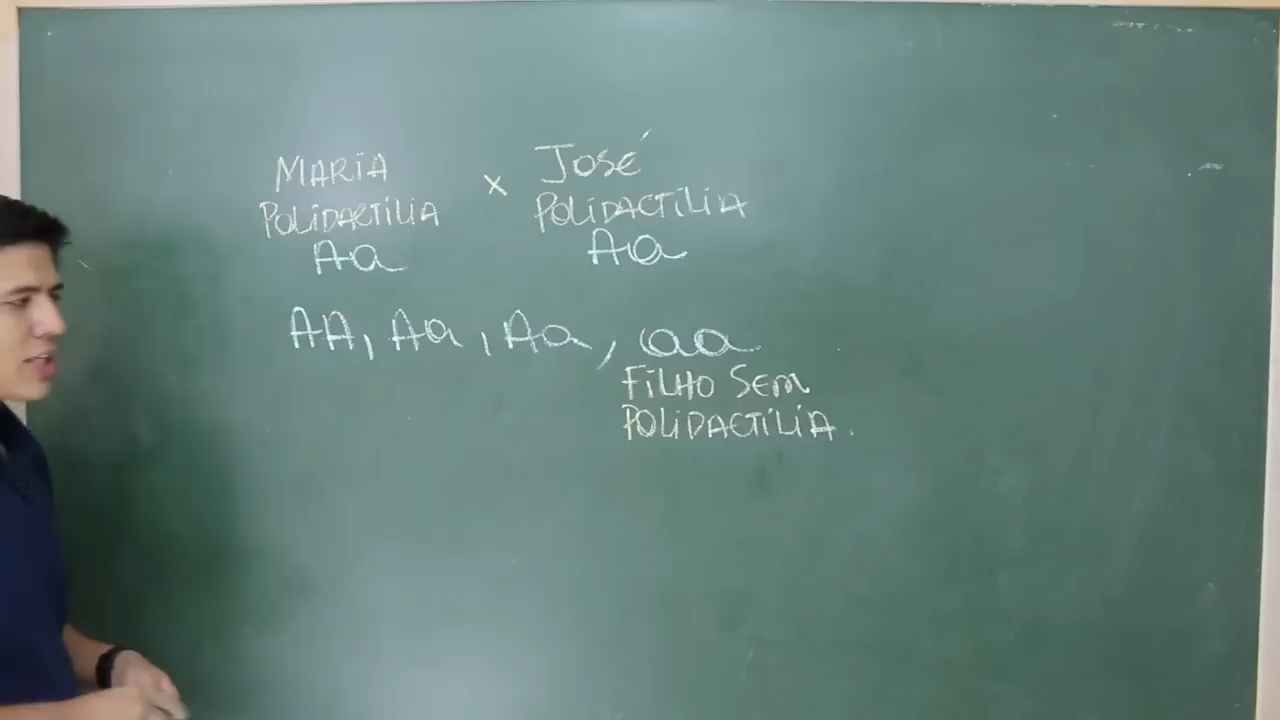 MARIA × JOSÉ
POLIDACTILIA POLIDACTILIA
Aa Aa
AA, Aa, Aa, aa
FILHO SEM
POLIDACTILIA.